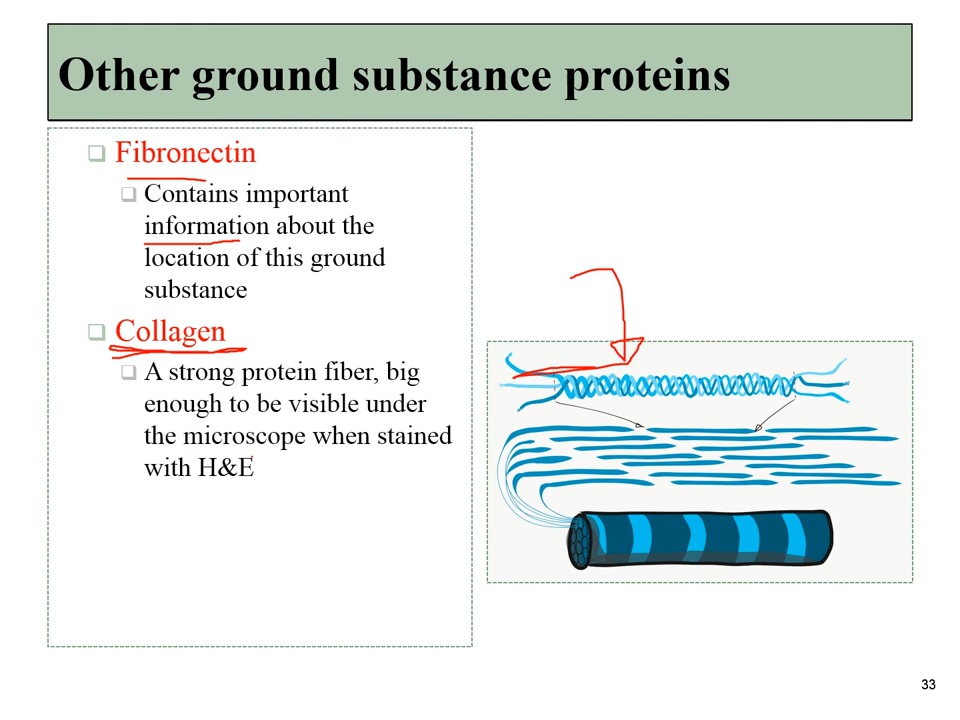 Other ground substance proteins
Fibronectin
Contains important
information about the
location of this ground
substance
Collagen
A strong protein fiber, big
enough to be visible under
the microscope when stained
with H&E
33